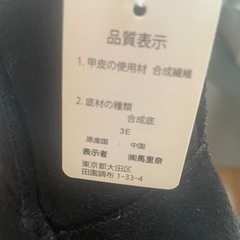 品質表示
1. 甲皮の使用材 合成繊維
2. 底材の種類
合成底
3E
原産国 : 中国
表示者 ㈱馬里奈
東京都大田区
田園調布 1-33-4